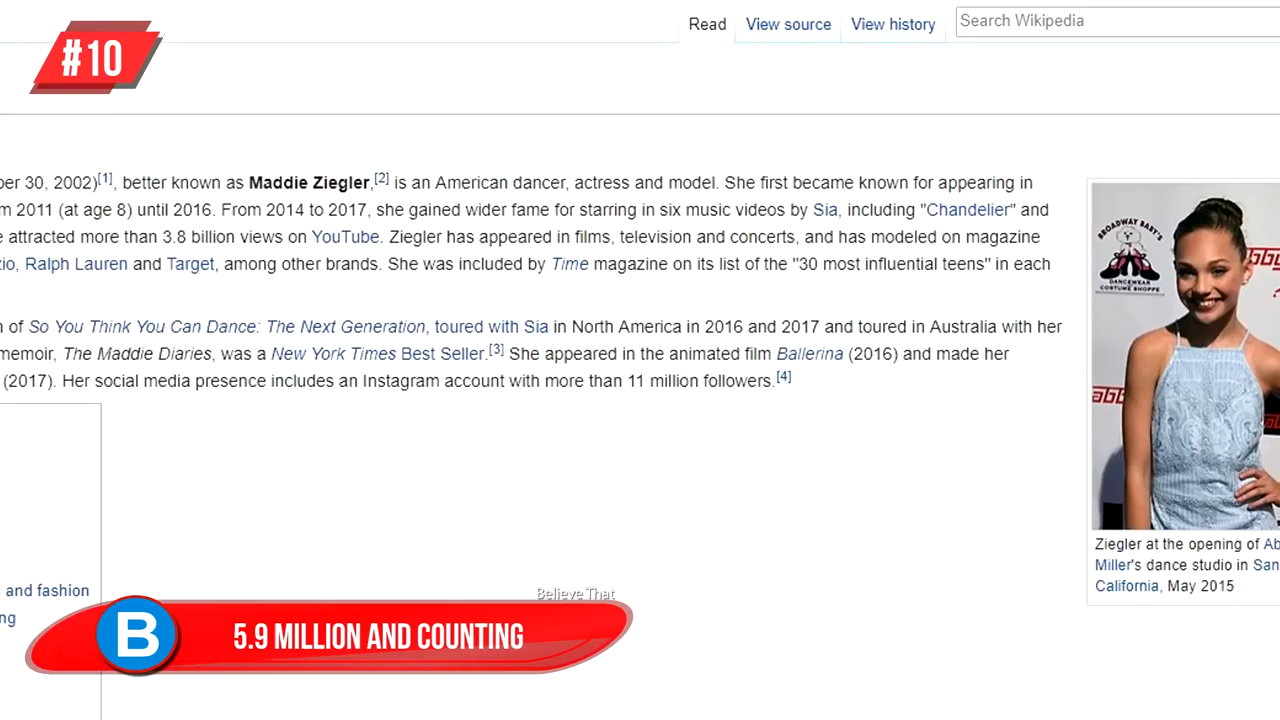 #10
Read View source View history Search Wikipedia
ber 30, 2002)[1], better known as Maddie Ziegler,[2] is an American dancer, actress and model. She first became known for appearing in
m 2011 (at age 8) until 2016. From 2014 to 2017, she gained wider fame for starring in six music videos by Sia, including "Chandelier" and
e attracted more than 3.8 billion views on YouTube. Ziegler has appeared in films, television and concerts, and has modeled on magazine
zio, Ralph Lauren and Target, among other brands. She was included by Time magazine on its list of the "30 most influential teens" in each
n of So You Think You Can Dance: The Next Generation, toured with Sia in North America in 2016 and 2017 and toured in Australia with her
memoir, The Maddie Diaries, was a New York Times Best Seller.[3] She appeared in the animated film Ballerina (2016) and made her
(2017). Her social media presence includes an Instagram account with more than 11 million followers.[4]
BROADWAY BABY'S
DANCEWEAR
COSTUME SHOPPE
Ziegler at the opening of Ab
Miller's dance studio in San
California, May 2015
and fashion
ng
Believe That
B
5.9 MILLION AND COUNTING